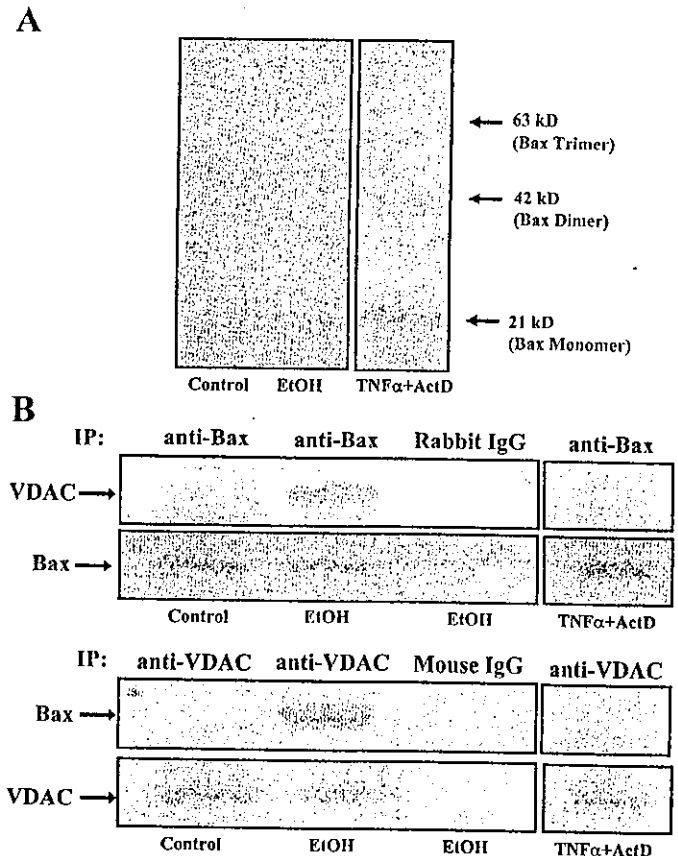 A
63 kD
(Bax Trimer)
42 kD
(Bax Dimer)
21 kD
(Bax Monomer)
Control EtOH TNFα+ActD
B
IP: anti-Bax anti-Bax Rabbit IgG anti-Bax
VDAC
Bax
Control EtOH EtOH TNFα+ActD
IP: anti-VDAC anti-VDAC Mouse IgG anti-VDAC
Bax
VDAC
Control EtOH EtOH TNFα+ActD